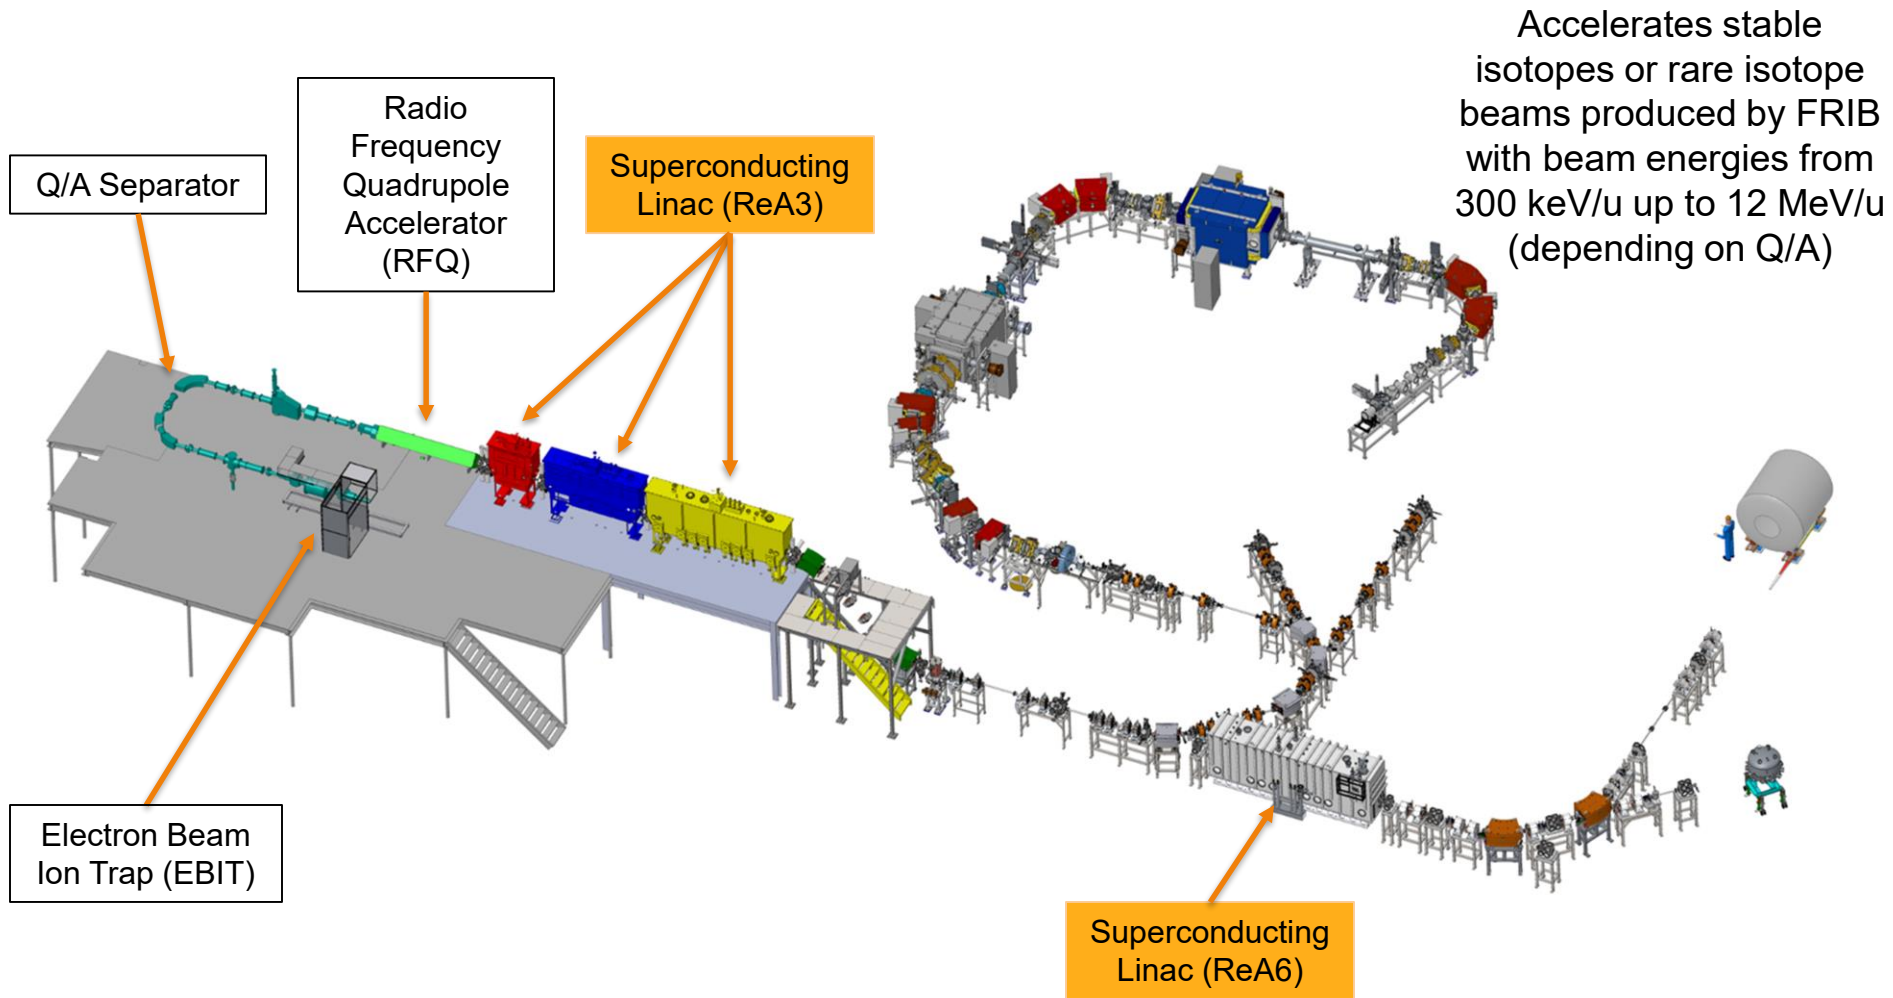 Accelerates stable
isotopes or rare isotope
beams produced by FRIB
with beam energies from
300 keV/u up to 12 MeV/u
(depending on Q/A)
Radio
Frequency
Quadrupole
Accelerator
(RFQ)
Superconducting
Linac (ReA3)
Q/A Separator
Electron Beam
Ion Trap (EBIT)
Superconducting
Linac (ReA6)